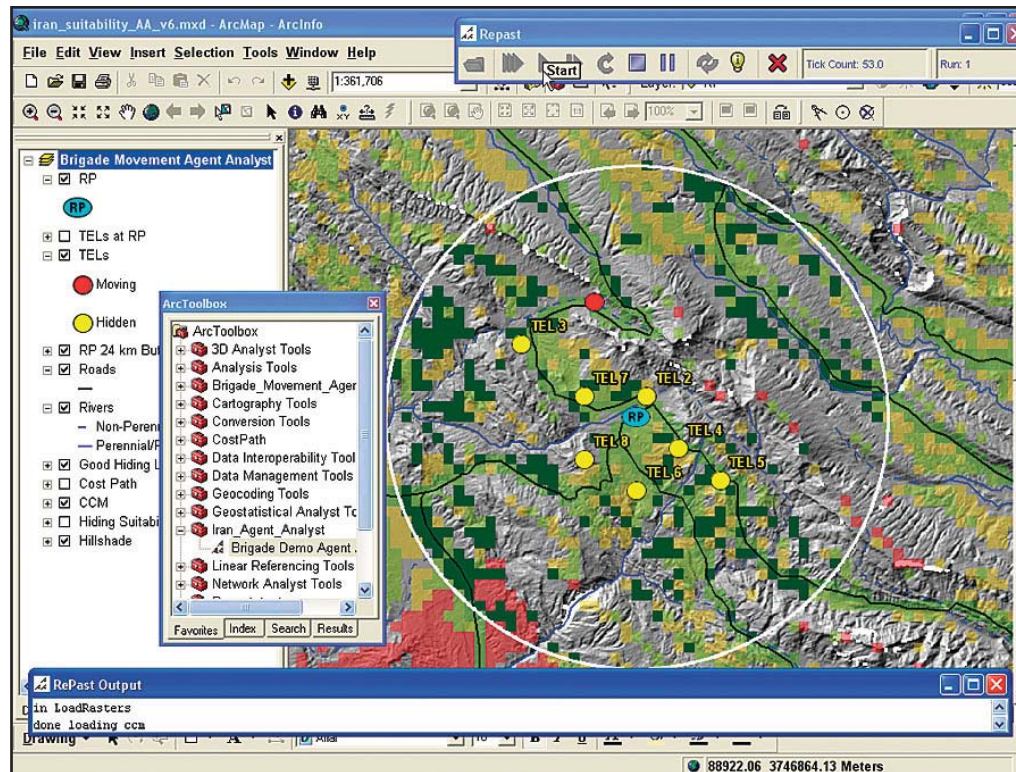 iran_suitability_AA_v6.mxd - ArcMap - ArcInfo
File Edit View Insert Selection Tools Window Help
Repast
Start
Tick Count: 53.0
Run: 1
1:361,706
100%
Brigade Movement Agent Analyst
RP
RP
TELs at RP
TELs
Moving
Hidden
RP 24 km Buf
Roads
Rivers
Non-Perenn
Perennial/P
Good Hiding L
Cost Path
CCM
Hiding Suitabi
Hillshade
ArcToolbox
ArcToolbox
3D Analyst Tools
Analysis Tools
Brigade_Movement_Agen
Cartography Tools
Conversion Tools
CostPath
Data Interoperability Tool
Data Management Tools
Geocoding Tools
Geostatistical Analyst Tc
Iran_Agent_Analyst
Brigade Demo Agent
Linear Referencing Tools
Network Analyst Tools
Favorites Index Search Results
TEL 3
TEL 7
TEL 2
RP
TEL 8
TEL 4
TEL 6
TEL 5
RePast Output
in LoadRasters
done loading ccm
Drawing
Arial
10
B I U A
88922.06 3746864.13 Meters